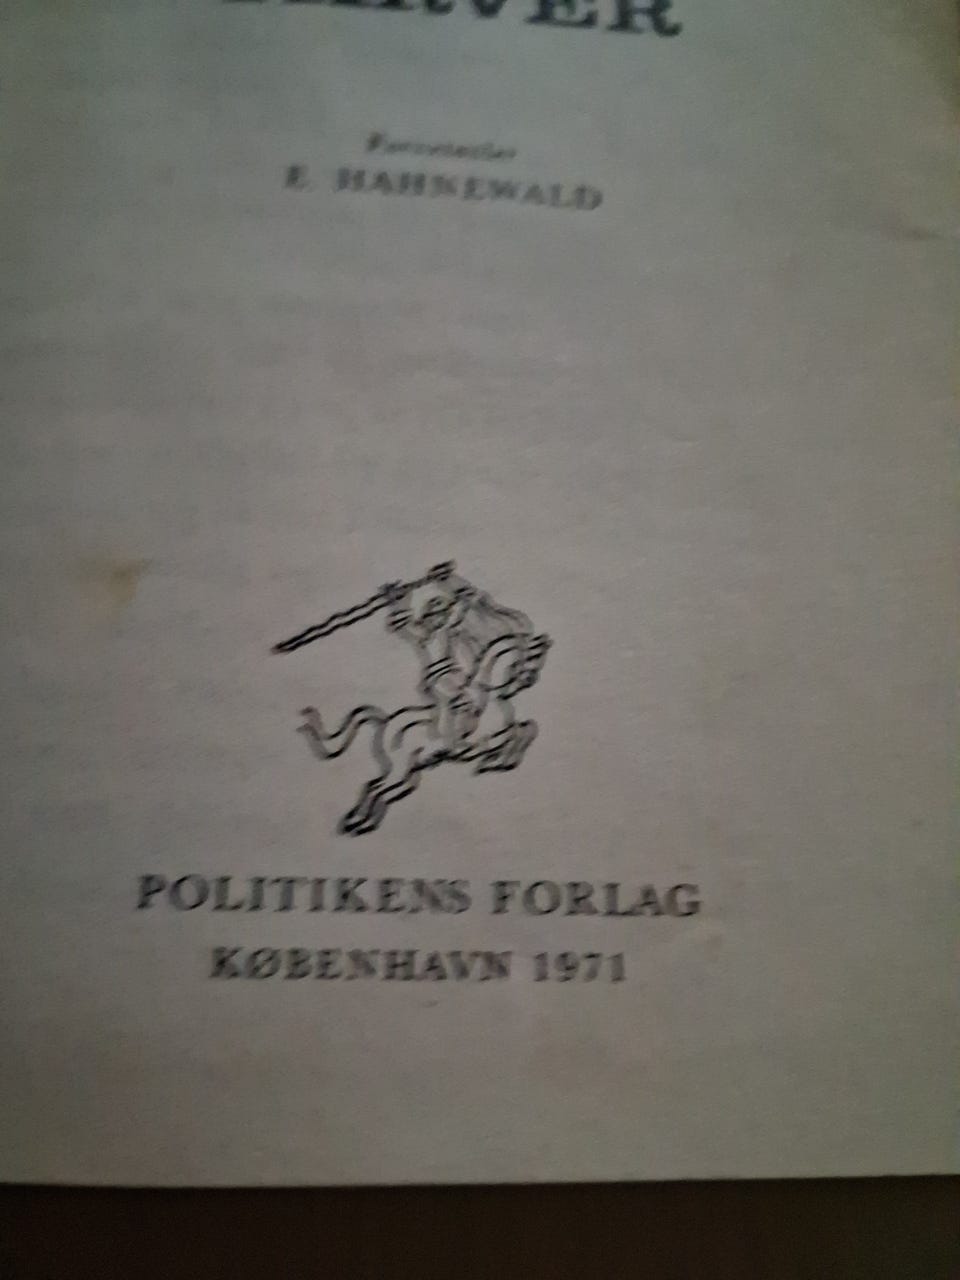 E. HAHNEWALD
POLITIKENS FORLAG
KØBENHAVN 1971